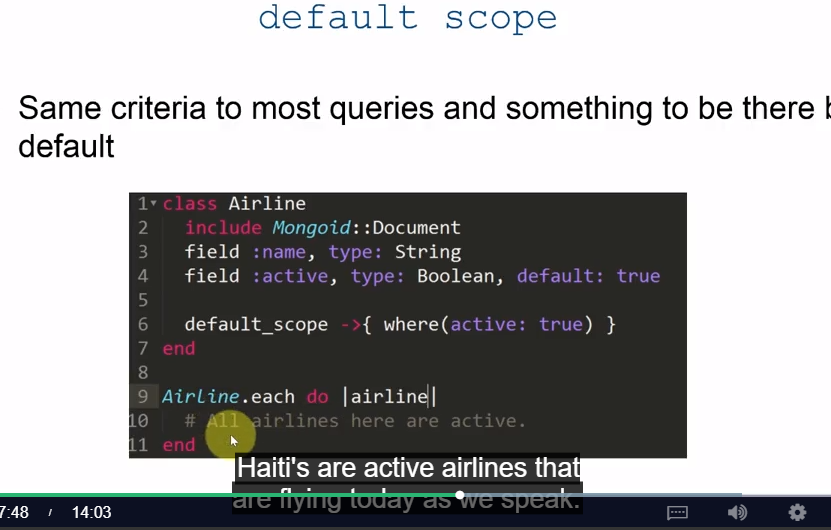 default scope
Same criteria to most queries and something to be there
default
1 class Airline
2 include Mongoid::Document
3 field :name, type: String
4 field :active, type: Boolean, default: true
5
6 default_scope ->{ where(active: true) }
7 end
8
9 Airline.each do |airline|
10 # All airlines here are active.
11 end
Haiti's are active airlines that
are flying today as we speak.
7:48 / 14:03